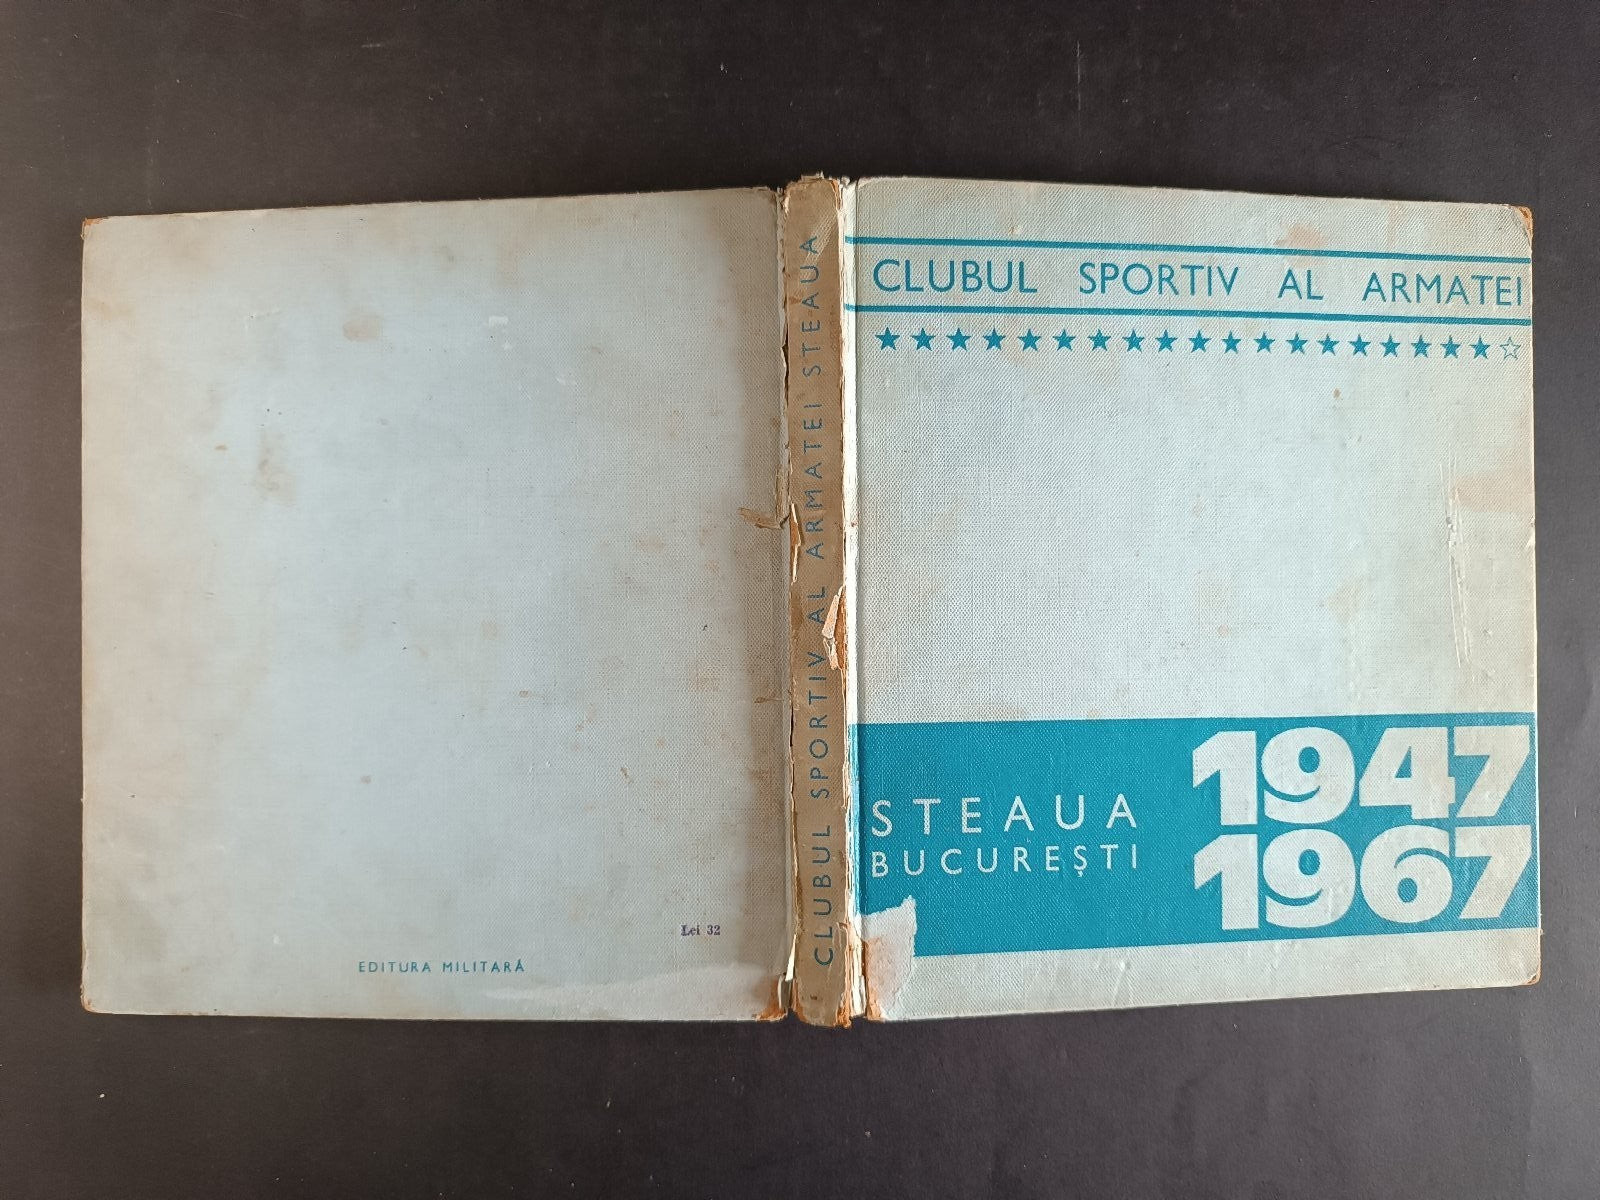 CLUBUL SPORTIV AL ARMATEI
STEAUA
BUCUREȘTI
1947
1967
CLUBUL SPORTIV AL ARMATEI STEAUA
Lei 32
EDITURA MILITARĂ